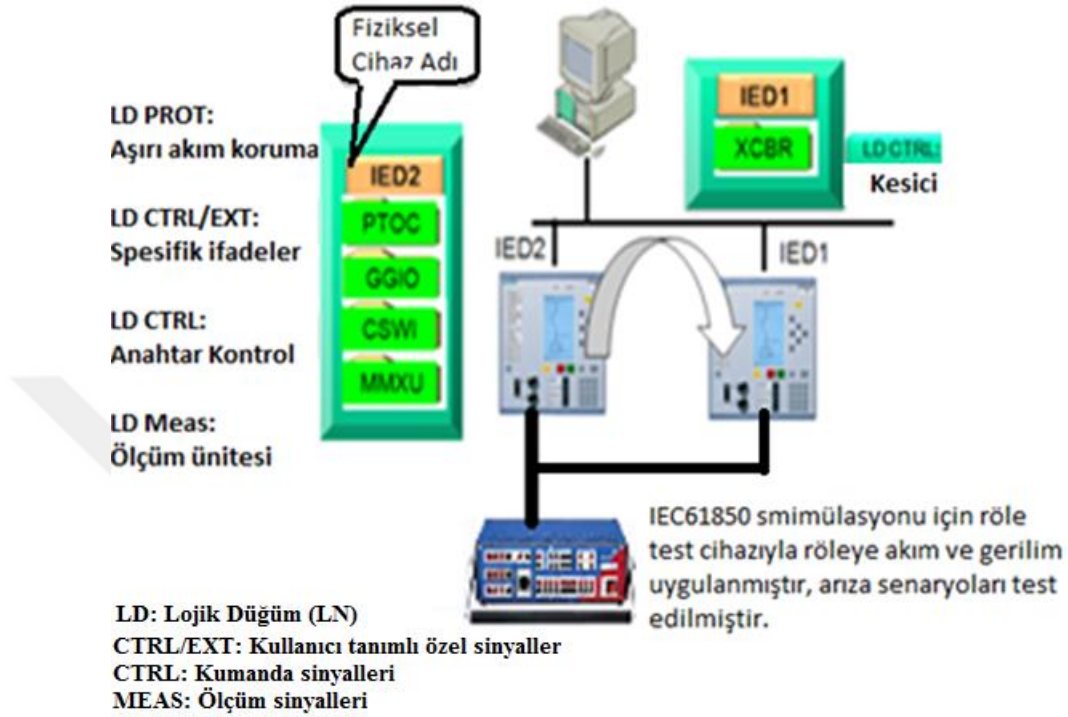 Fiziksel
Cihaz Adı
LD PROT:
Aşırı akım koruma
LD CTRL/EXT:
Spesifik ifadeler
LD CTRL:
Anahtar Kontrol
LD Meas:
Ölçüm ünitesi
IED2
PTOC
GGIO
CSWI
MMXU
IED1
XCBR
LD CTRL:
Kesici
IED2
IED1
IEC61850 smimülasyonu için röle
test cihazıyla röleye akım ve gerilim
uygulanmıştır, arıza senaryoları test
edilmiştir.
LD: Lojik Düğüm (LN)
CTRL/EXT: Kullanıcı tanımlı özel sinyaller
CTRL: Kumanda sinyalleri
MEAS: Ölçüm sinyalleri